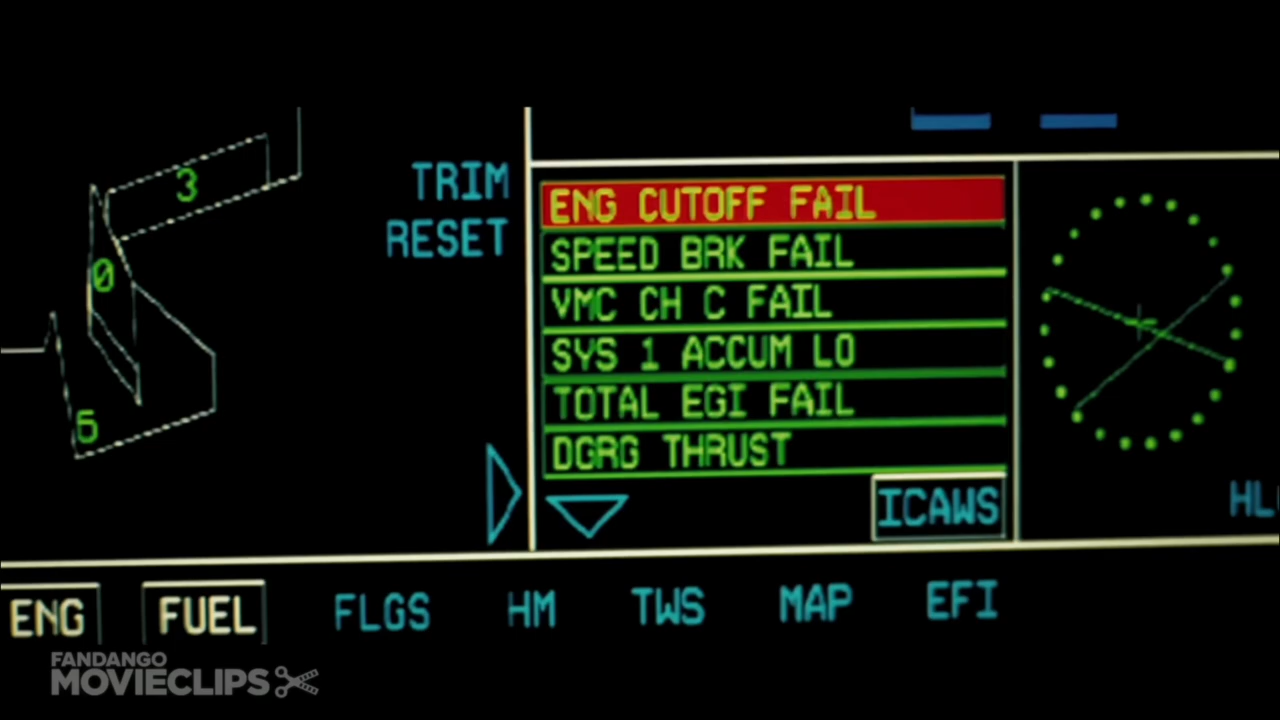 3
0
6
TRIM
RESET
ENG CUTOFF FAIL
SPEED BRK FAIL
VMC CH C FAIL
SYS 1 ACCUM LO
TOTAL EGI FAIL
DGRG THRUST
ICAWS
ENG FUEL FLGS HM TWS MAP EFI
FANDANGO
MOVIECLIPS